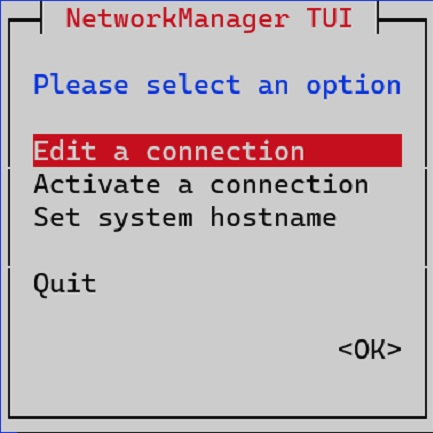 NetworkManager TUI
Please select an option
Edit a connection
Activate a connection
Set system hostname
Quit
<OK>